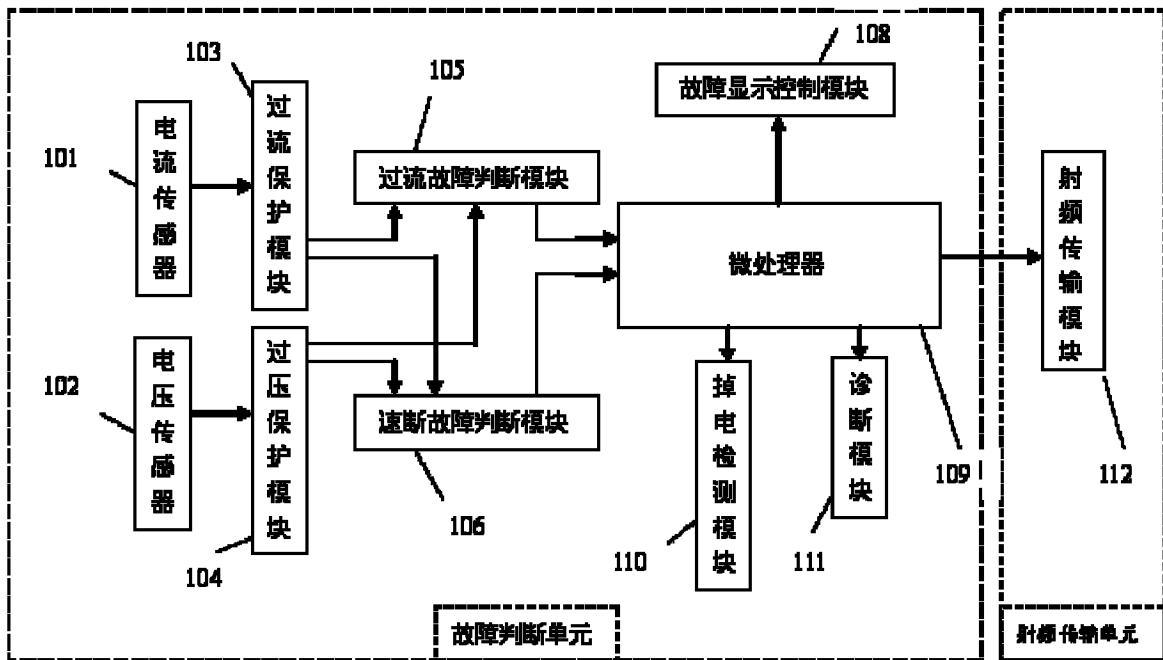 108
103
105
故障显示控制模块
过流保护模块
电流传感器
101
过流故障判断模块
射频传输模块
微处理器
过压保护模块
电压传感器
102
掉电检测模块
诊断模块
速断故障判断模块
109
112
106
110
111
104
故障判断单元
射频传输单元